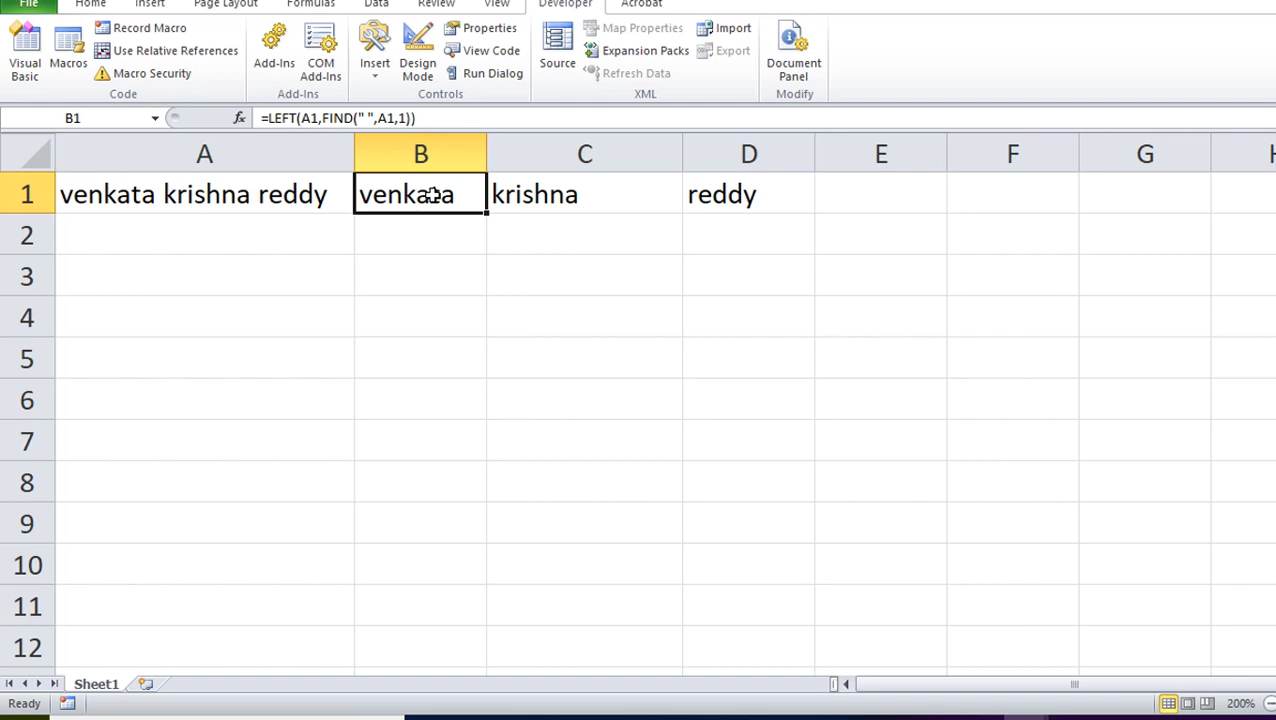 File Home Insert Page Layout Formulas Data Review View Developer Acrobat
Visual Basic
Macros
Record Macro
Use Relative References
Macro Security
Code
Add-Ins
COM Add-Ins
Add-Ins
Insert
Design Mode
Properties
View Code
Run Dialog
Controls
Source
Map Properties
Expansion Packs
Refresh Data
Import
Export
XML
Document Panel
Modify
B1 fx =LEFT(A1,FIND(" ",A1,1))
A B C D E F G H
1 venkata krishna reddy venkata krishna reddy
2
3
4
5
6
7
8
9
10
11
12
Sheet1
Ready 200%